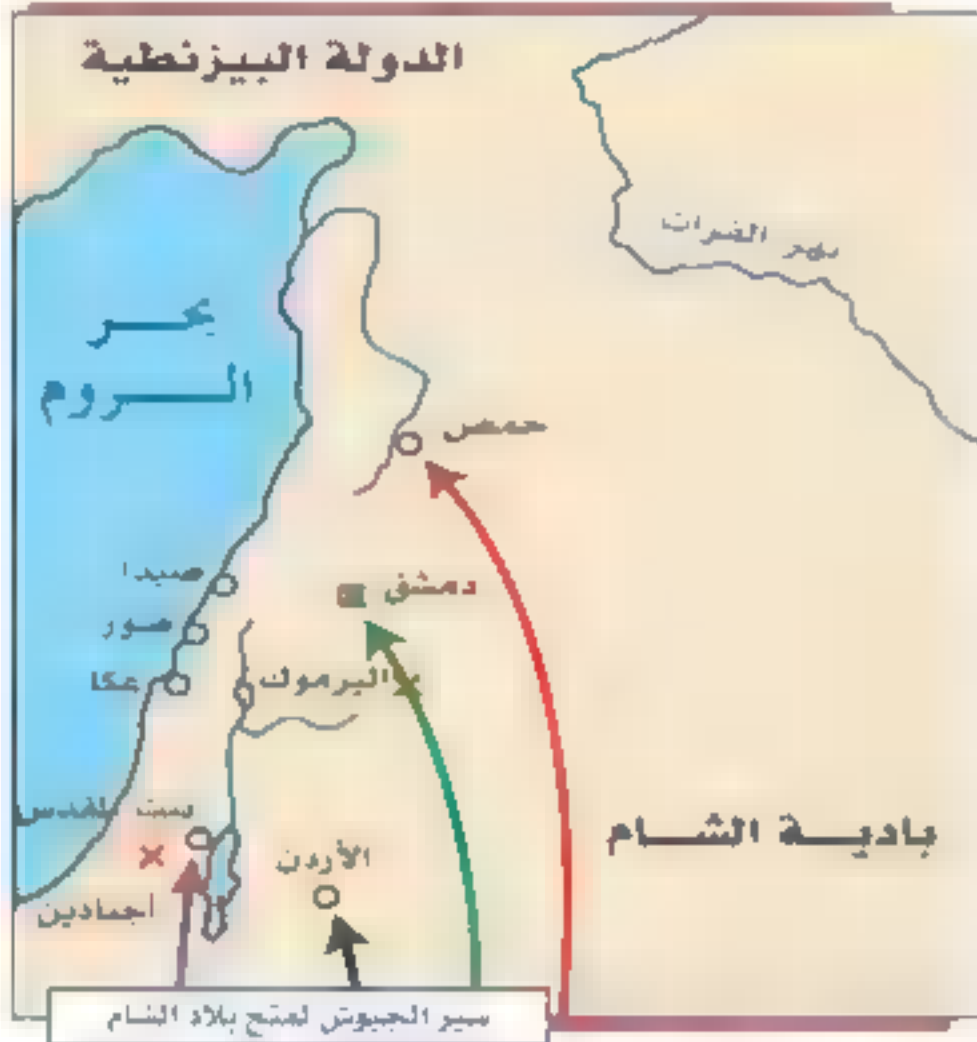 الدولة البيزنطية
نهر الفرات
بحر
الروم
حمص
صيدا
دمشق
صور
اليرموك
عكا
بيت المقدس
بادية الشام
الأردن
أجنادين
سير الجيوش لفتح بلاد الشام